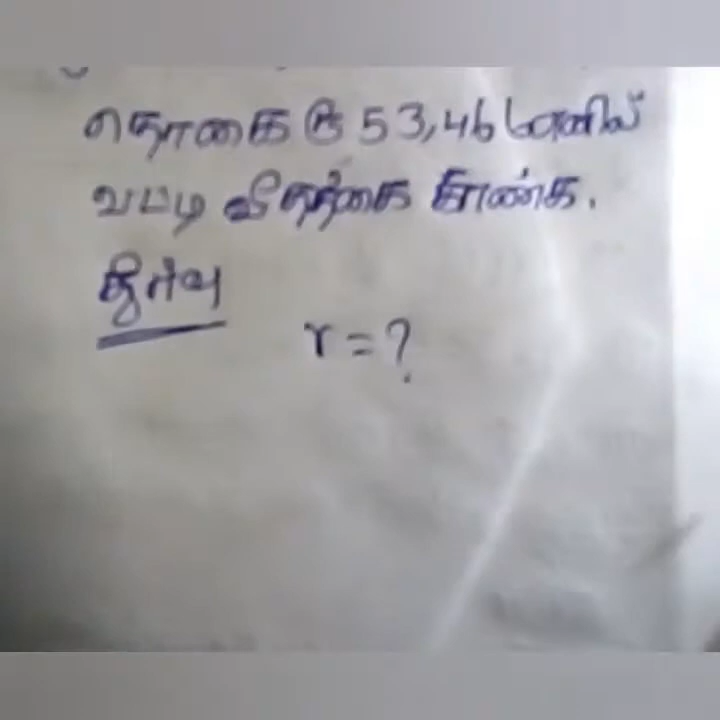 தொகை ரூ 53,46 எனில்
வட்டி வீதத்தை காண்க.
தீர்வு
r = ?